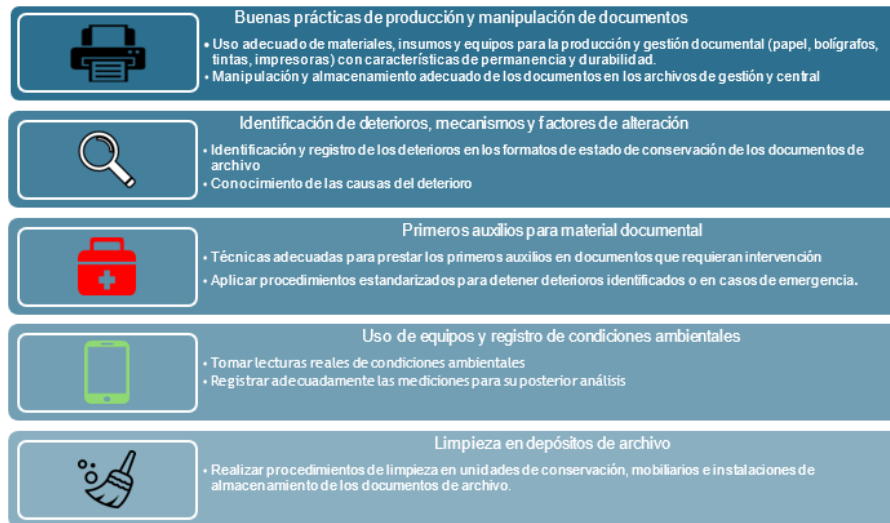 Buenas prácticas de producción y manipulación de documentos
• Uso adecuado de materiales, insumos y equipos para la producción y gestión documental (papel, bolígrafos,
tintas, impresoras) con características de permanencia y durabilidad.
• Manipulación y almacenamiento adecuado de los documentos en los archivos de gestión y central
Identificación de deterioros, mecanismos y factores de alteración
• Identificación y registro de los deterioros en los formatos de estado de conservación de los documentos de
archivo
• Conocimiento de las causas del deterioro
Primeros auxilios para material documental
• Técnicas adecuadas para prestar los primeros auxilios en documentos que requieran intervención
• Aplicar procedimientos estandarizados para detener deterioros identificados o en casos de emergencia.
Uso de equipos y registro de condiciones ambientales
• Tomar lecturas reales de condiciones ambientales
• Registrar adecuadamente las mediciones para su posterior análisis
Limpieza en depósitos de archivo
• Realizar procedimientos de limpieza en unidades de conservación, mobiliarios e instalaciones de
almacenamiento de los documentos de archivo.